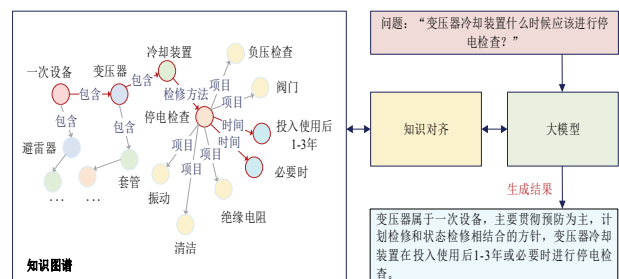 冷却装置
负压检查
一次设备
变压器
包含
包含
检修方法
项目
项目
阀门
停电检查
包含
包含
时间
时间
投入使用后
1-3年
避雷器
项目
项目
项目
必要时
套管
...
...
振动
绝缘电阻
清洁
知识图谱
问题：“变压器冷却装置什么时候应该进行停
电检查？”
知识对齐
大模型
生成结果
变压器属于一次设备，主要贯彻预防为主，计
划检修和状态检修相结合的方针，变压器冷却
装置在投入使用后1-3年或必要时进行停电检
查。